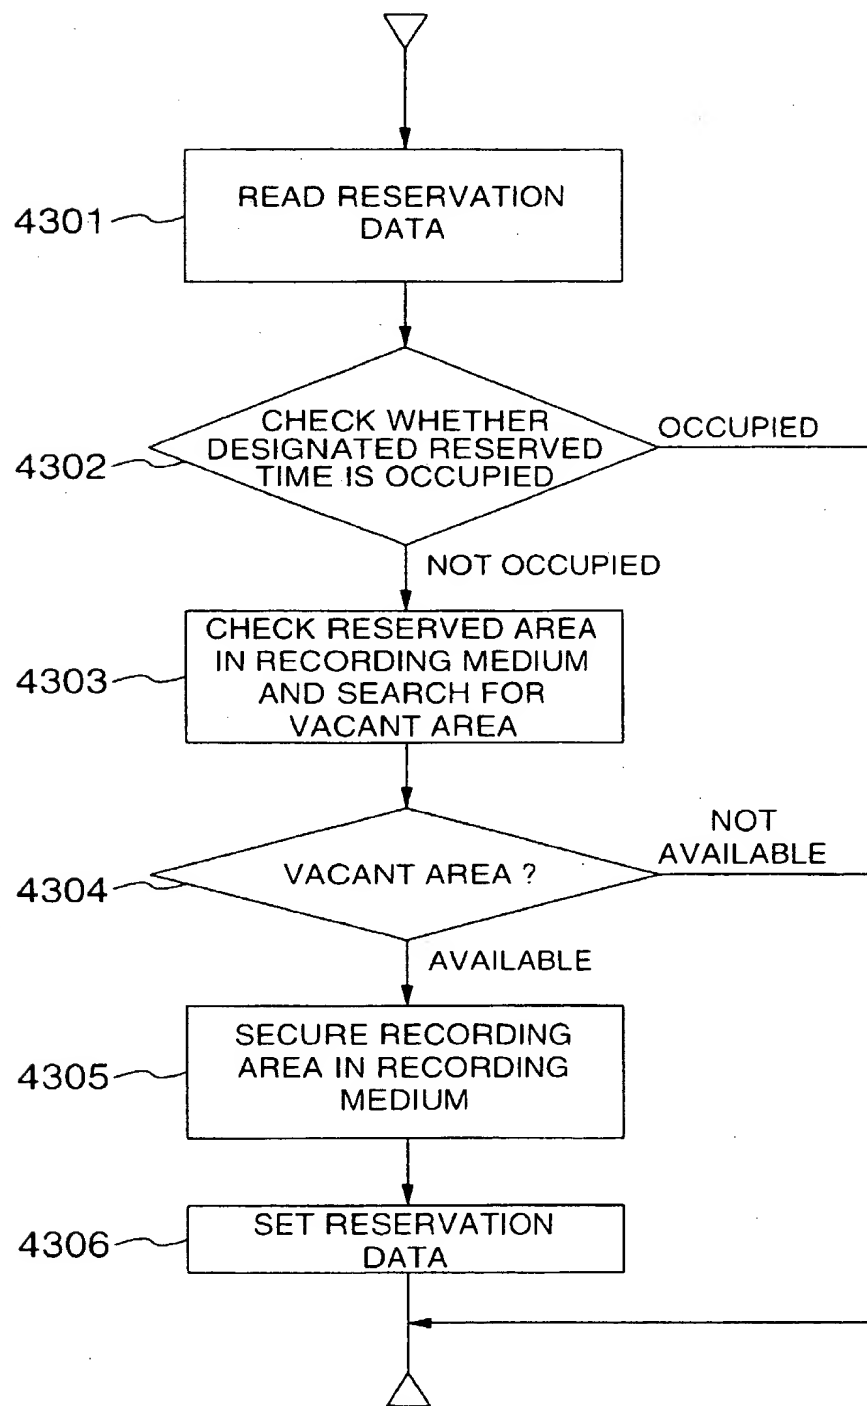 4301
READ RESERVATION
DATA
4302
CHECK WHETHER
DESIGNATED RESERVED
TIME IS OCCUPIED
OCCUPIED
NOT OCCUPIED
4303
CHECK RESERVED AREA
IN RECORDING MEDIUM
AND SEARCH FOR
VACANT AREA
4304
VACANT AREA ?
NOT
AVAILABLE
AVAILABLE
4305
SECURE RECORDING
AREA IN RECORDING
MEDIUM
4306
SET RESERVATION
DATA